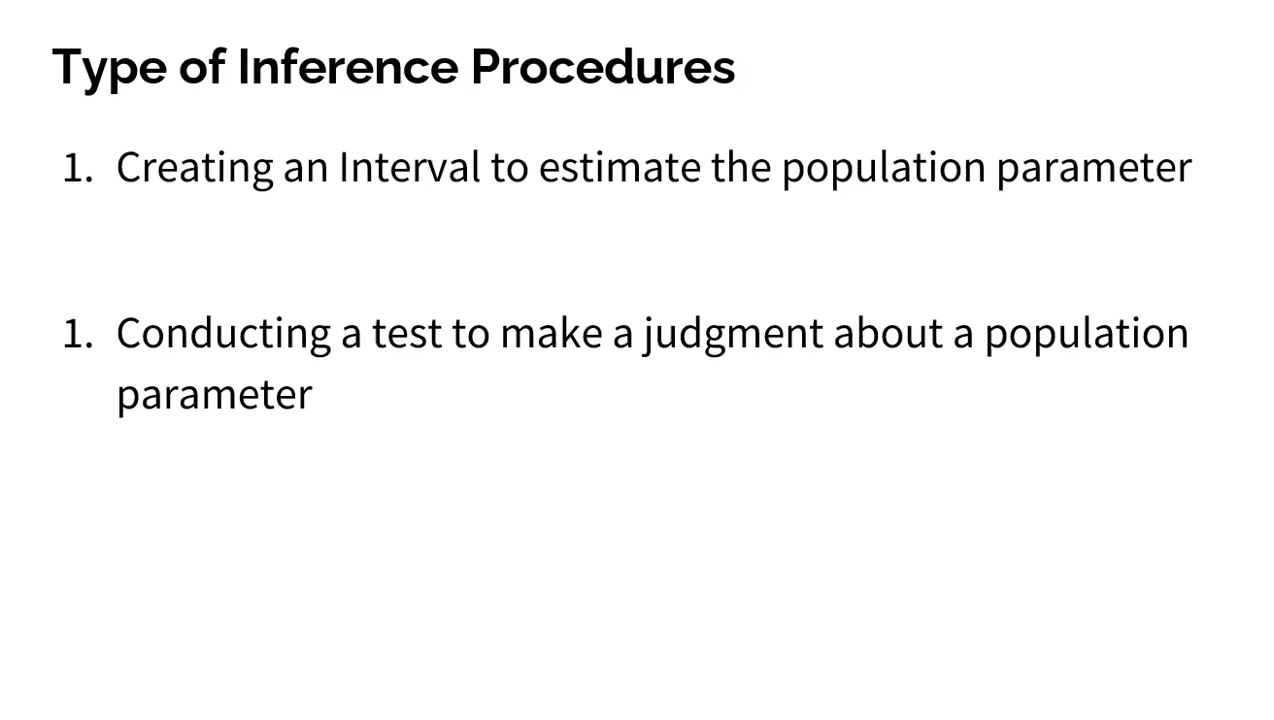 Type of Inference Procedures
1. Creating an Interval to estimate the population parameter
1. Conducting a test to make a judgment about a population
parameter